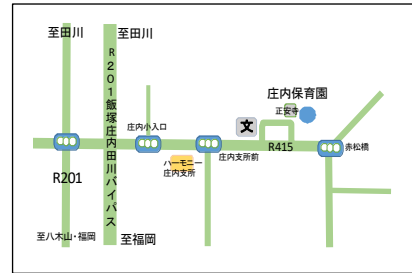 至田川
至田川
R201飯塚庄内田川バイパス
庄内小入口
文
庄内保育園
正安寺
庄内支所前
R415
赤松橋
ハーモニー
庄内支所
R201
至八木山・福岡
至福岡